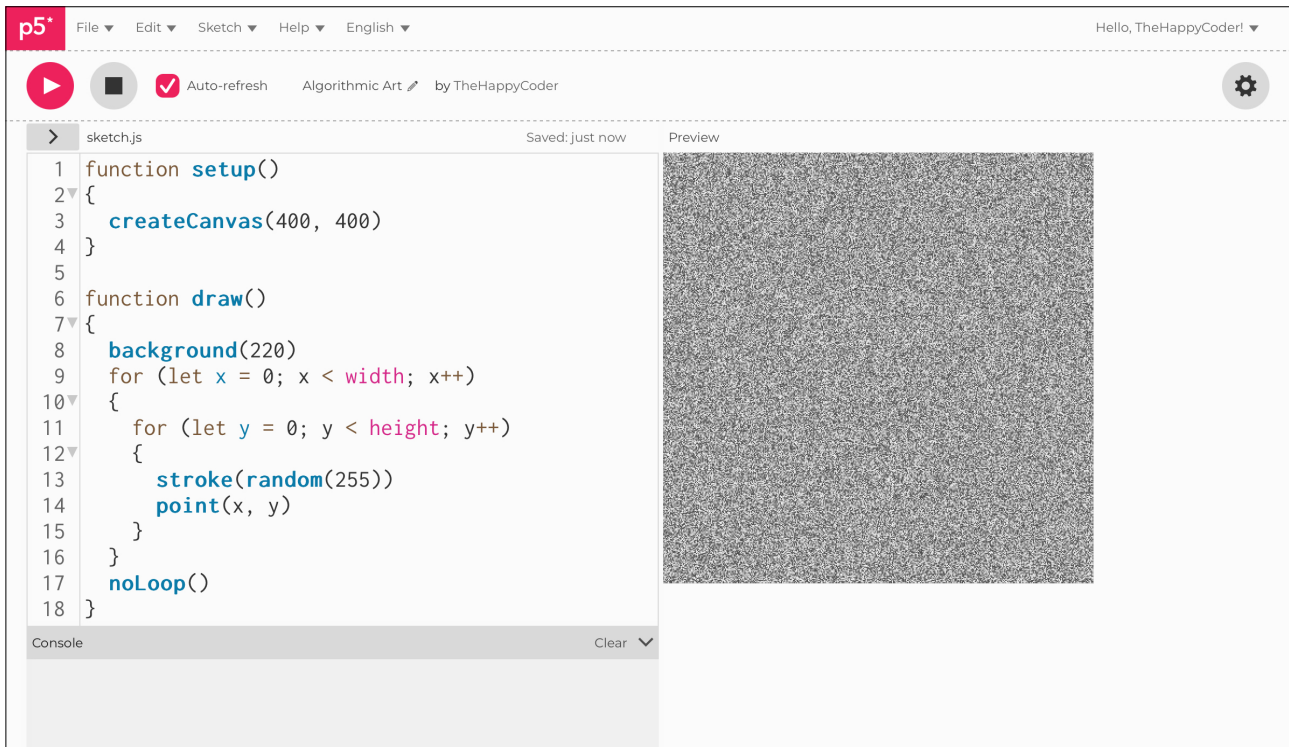 p5* File Edit Sketch Help English Hello, TheHappyCoder!
Auto-refresh Algorithmic Art by TheHappyCoder
sketch.js Saved: just now Preview
1 function setup()
2 {
3 createCanvas(400, 400)
4 }
5
6 function draw()
7 {
8 background(220)
9 for (let x = 0; x < width; x++)
10 {
11 for (let y = 0; y < height; y++)
12 {
13 stroke(random(255))
14 point(x, y)
15 }
16 }
17 noLoop()
18 }
Console Clear